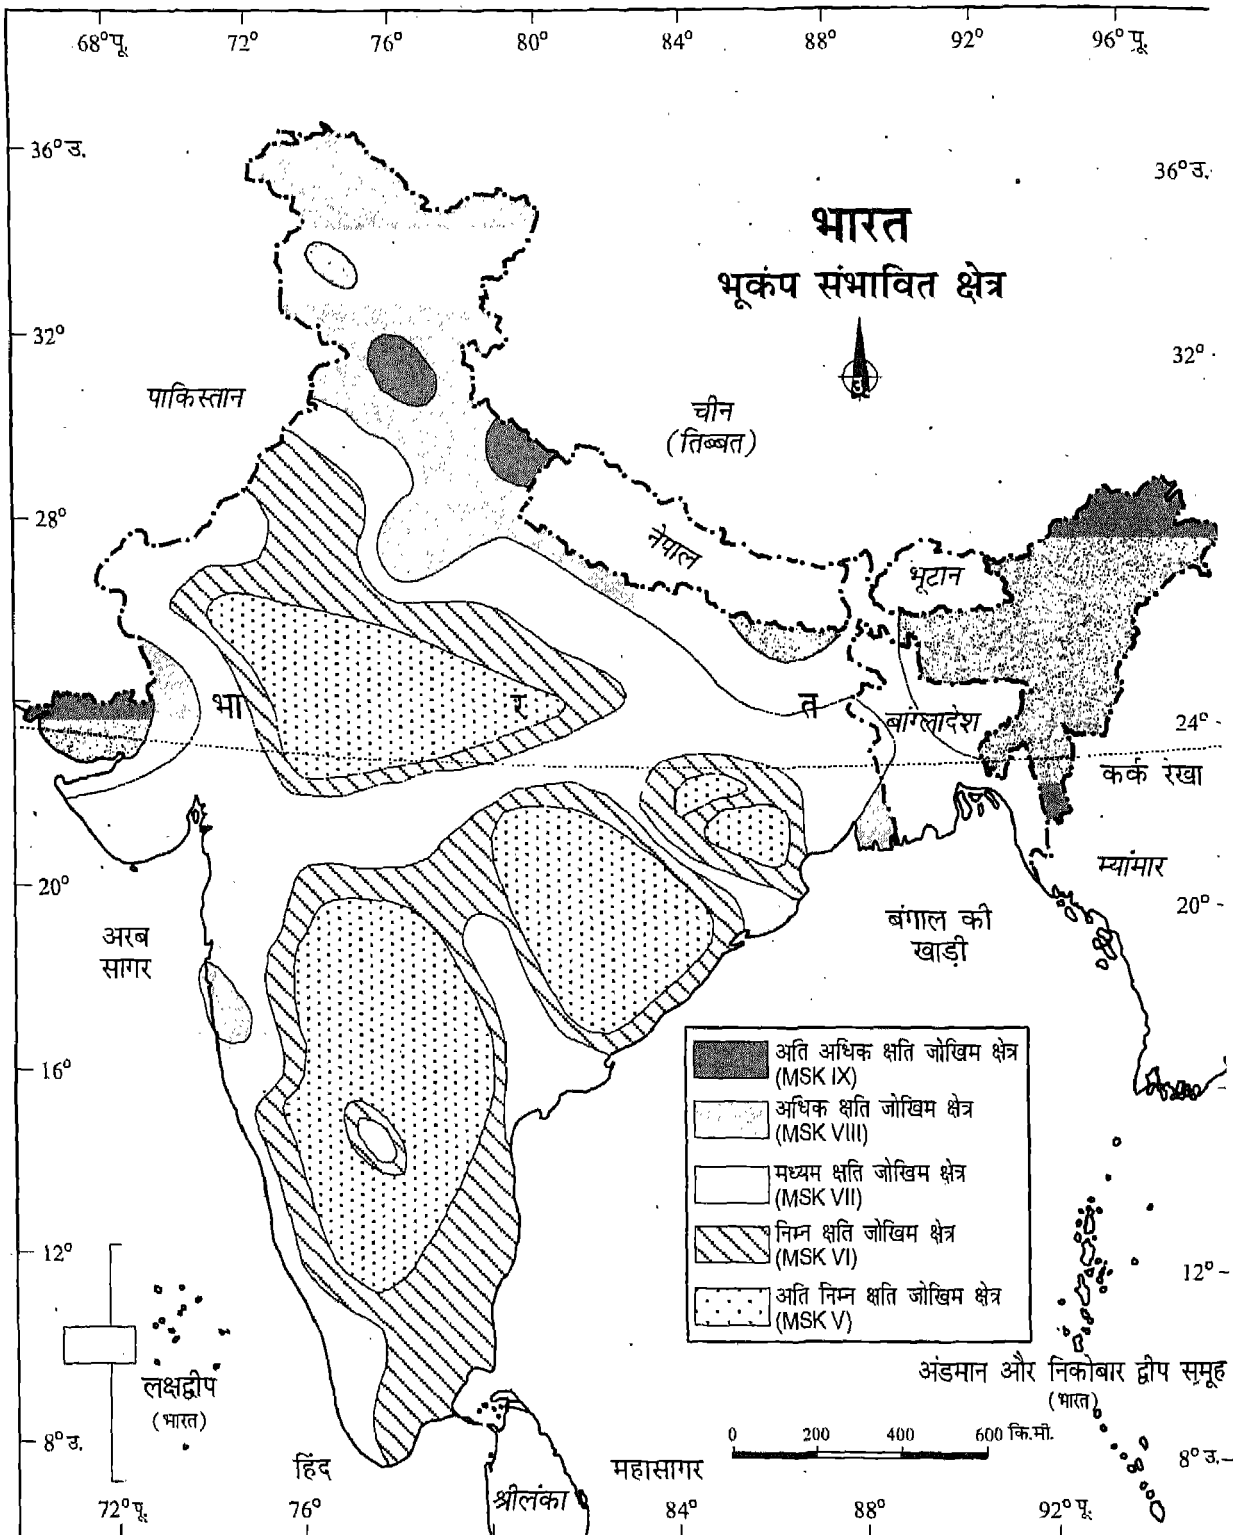 68° पू.
72°
76°
80°
84°
88°
92°
96° पू.
36° उ.
36° उ.
भारत
भूकंप संभावित क्षेत्र
32°
32°
पाकिस्तान
चीन
(तिब्बत)
28°
नेपाल
भूटान
भा
र
त
बांग्लादेश
24°
कर्क रेखा
म्यांमार
20°
20°
अरब
सागर
बंगाल की
खाड़ी
16°
अति अधिक क्षति जोखिम क्षेत्र
(MSK IX)
अधिक क्षति जोखिम क्षेत्र
(MSK VIII)
मध्यम क्षति जोखिम क्षेत्र
(MSK VII)
निम्न क्षति जोखिम क्षेत्र
(MSK VI)
अति निम्न क्षति जोखिम क्षेत्र
(MSK V)
12°
12°
लक्षद्वीप
(भारत)
अंडमान और निकोबार द्वीप समूह
(भारत)
0 200 400 600 कि.मी.
8° उ.
8° उ.
हिंद
महासागर
श्रीलंका
72° पू.
76°
84°
88°
92° पू.